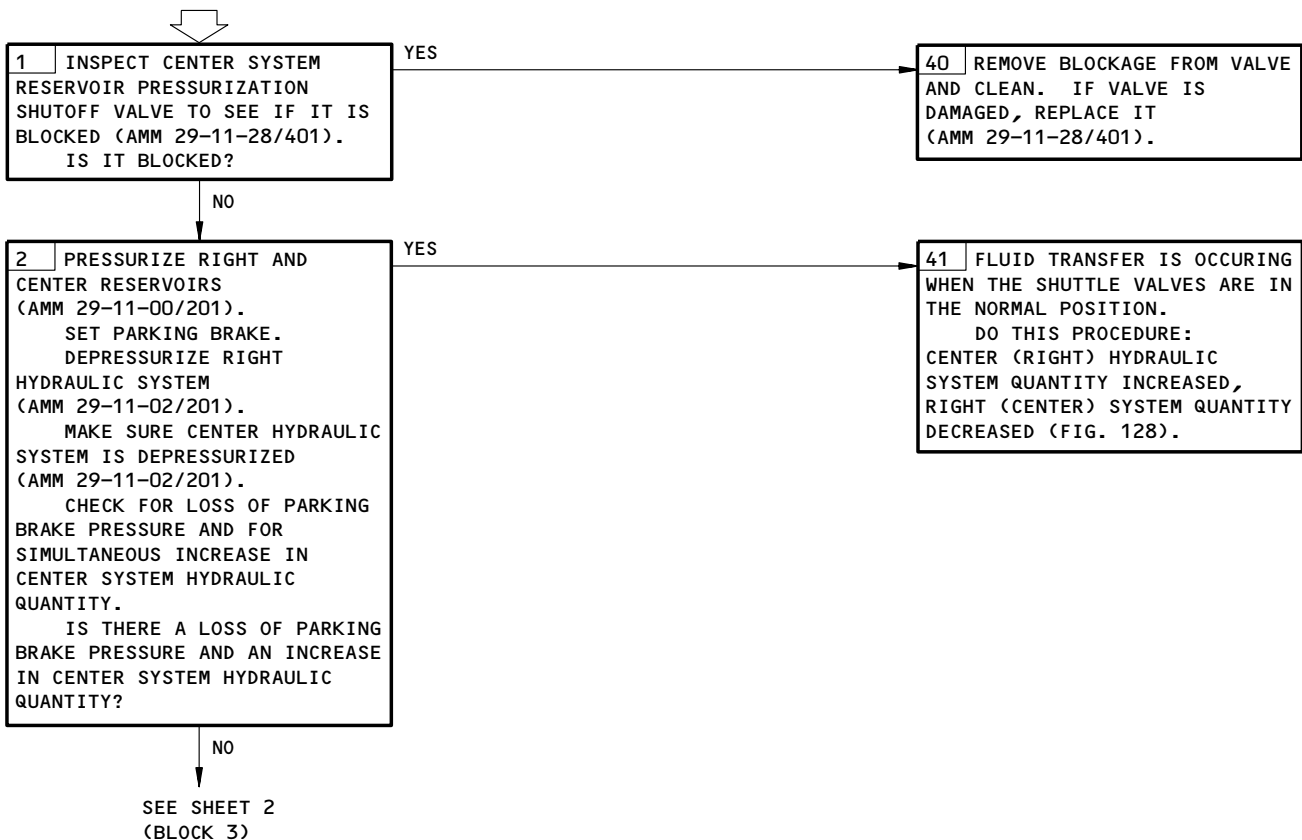 1 INSPECT CENTER SYSTEM
RESERVOIR PRESSURIZATION
SHUTOFF VALVE TO SEE IF IT IS
BLOCKED (AMM 29-11-28/401).
IS IT BLOCKED?
YES
40 REMOVE BLOCKAGE FROM VALVE
AND CLEAN. IF VALVE IS
DAMAGED, REPLACE IT
(AMM 29-11-28/401).
NO
2 PRESSURIZE RIGHT AND
CENTER RESERVOIRS
(AMM 29-11-00/201).
SET PARKING BRAKE.
DEPRESSURIZE RIGHT
HYDRAULIC SYSTEM
(AMM 29-11-02/201).
MAKE SURE CENTER HYDRAULIC
SYSTEM IS DEPRESSURIZED
(AMM 29-11-02/201).
CHECK FOR LOSS OF PARKING
BRAKE PRESSURE AND FOR
SIMULTANEOUS INCREASE IN
CENTER SYSTEM HYDRAULIC
QUANTITY.
IS THERE A LOSS OF PARKING
BRAKE PRESSURE AND AN INCREASE
IN CENTER SYSTEM HYDRAULIC
QUANTITY?
YES
41 FLUID TRANSFER IS OCCURING
WHEN THE SHUTTLE VALVES ARE IN
THE NORMAL POSITION.
DO THIS PROCEDURE:
CENTER (RIGHT) HYDRAULIC
SYSTEM QUANTITY INCREASED,
RIGHT (CENTER) SYSTEM QUANTITY
DECREASED (FIG. 128).
NO
SEE SHEET 2
(BLOCK 3)